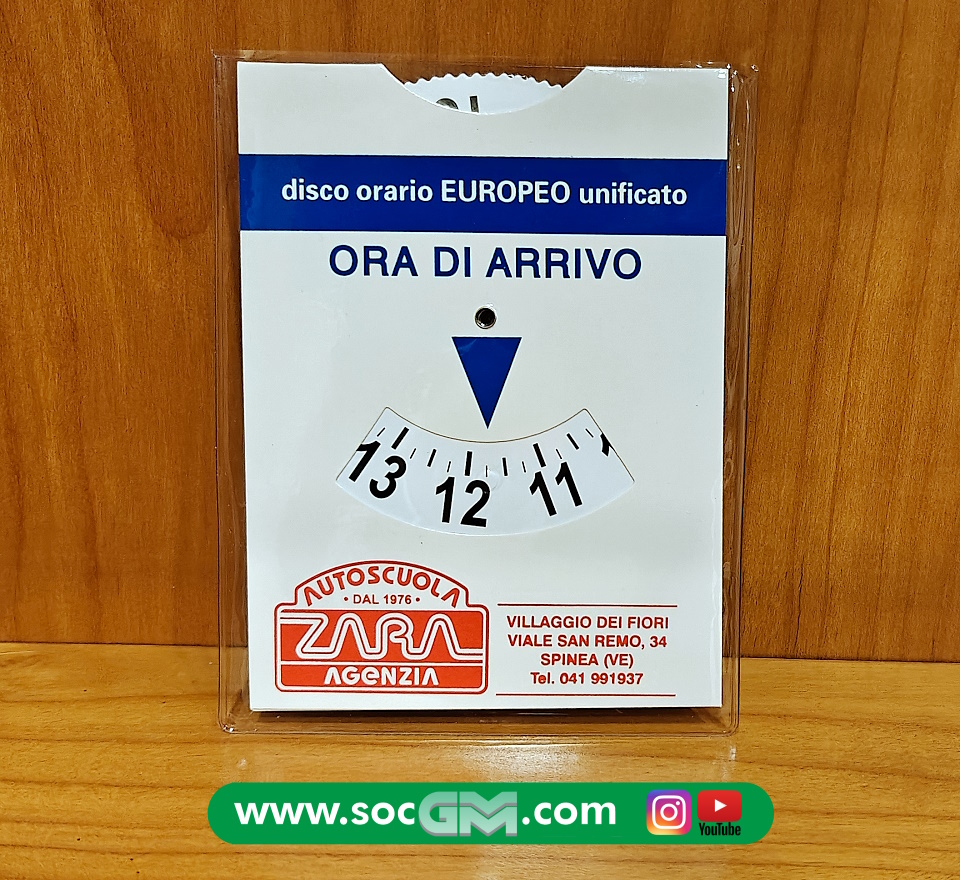 disco orario EUROPEO unificato
ORA DI ARRIVO
13 12 11
AUTOSCUOLA
• DAL 1976 •
ZARA
AGENZIA
VILLAGGIO DEI FIORI
VIALE SAN REMO, 34
SPINEA (VE)
Tel. 041 991937
www.socGM.com
YouTube